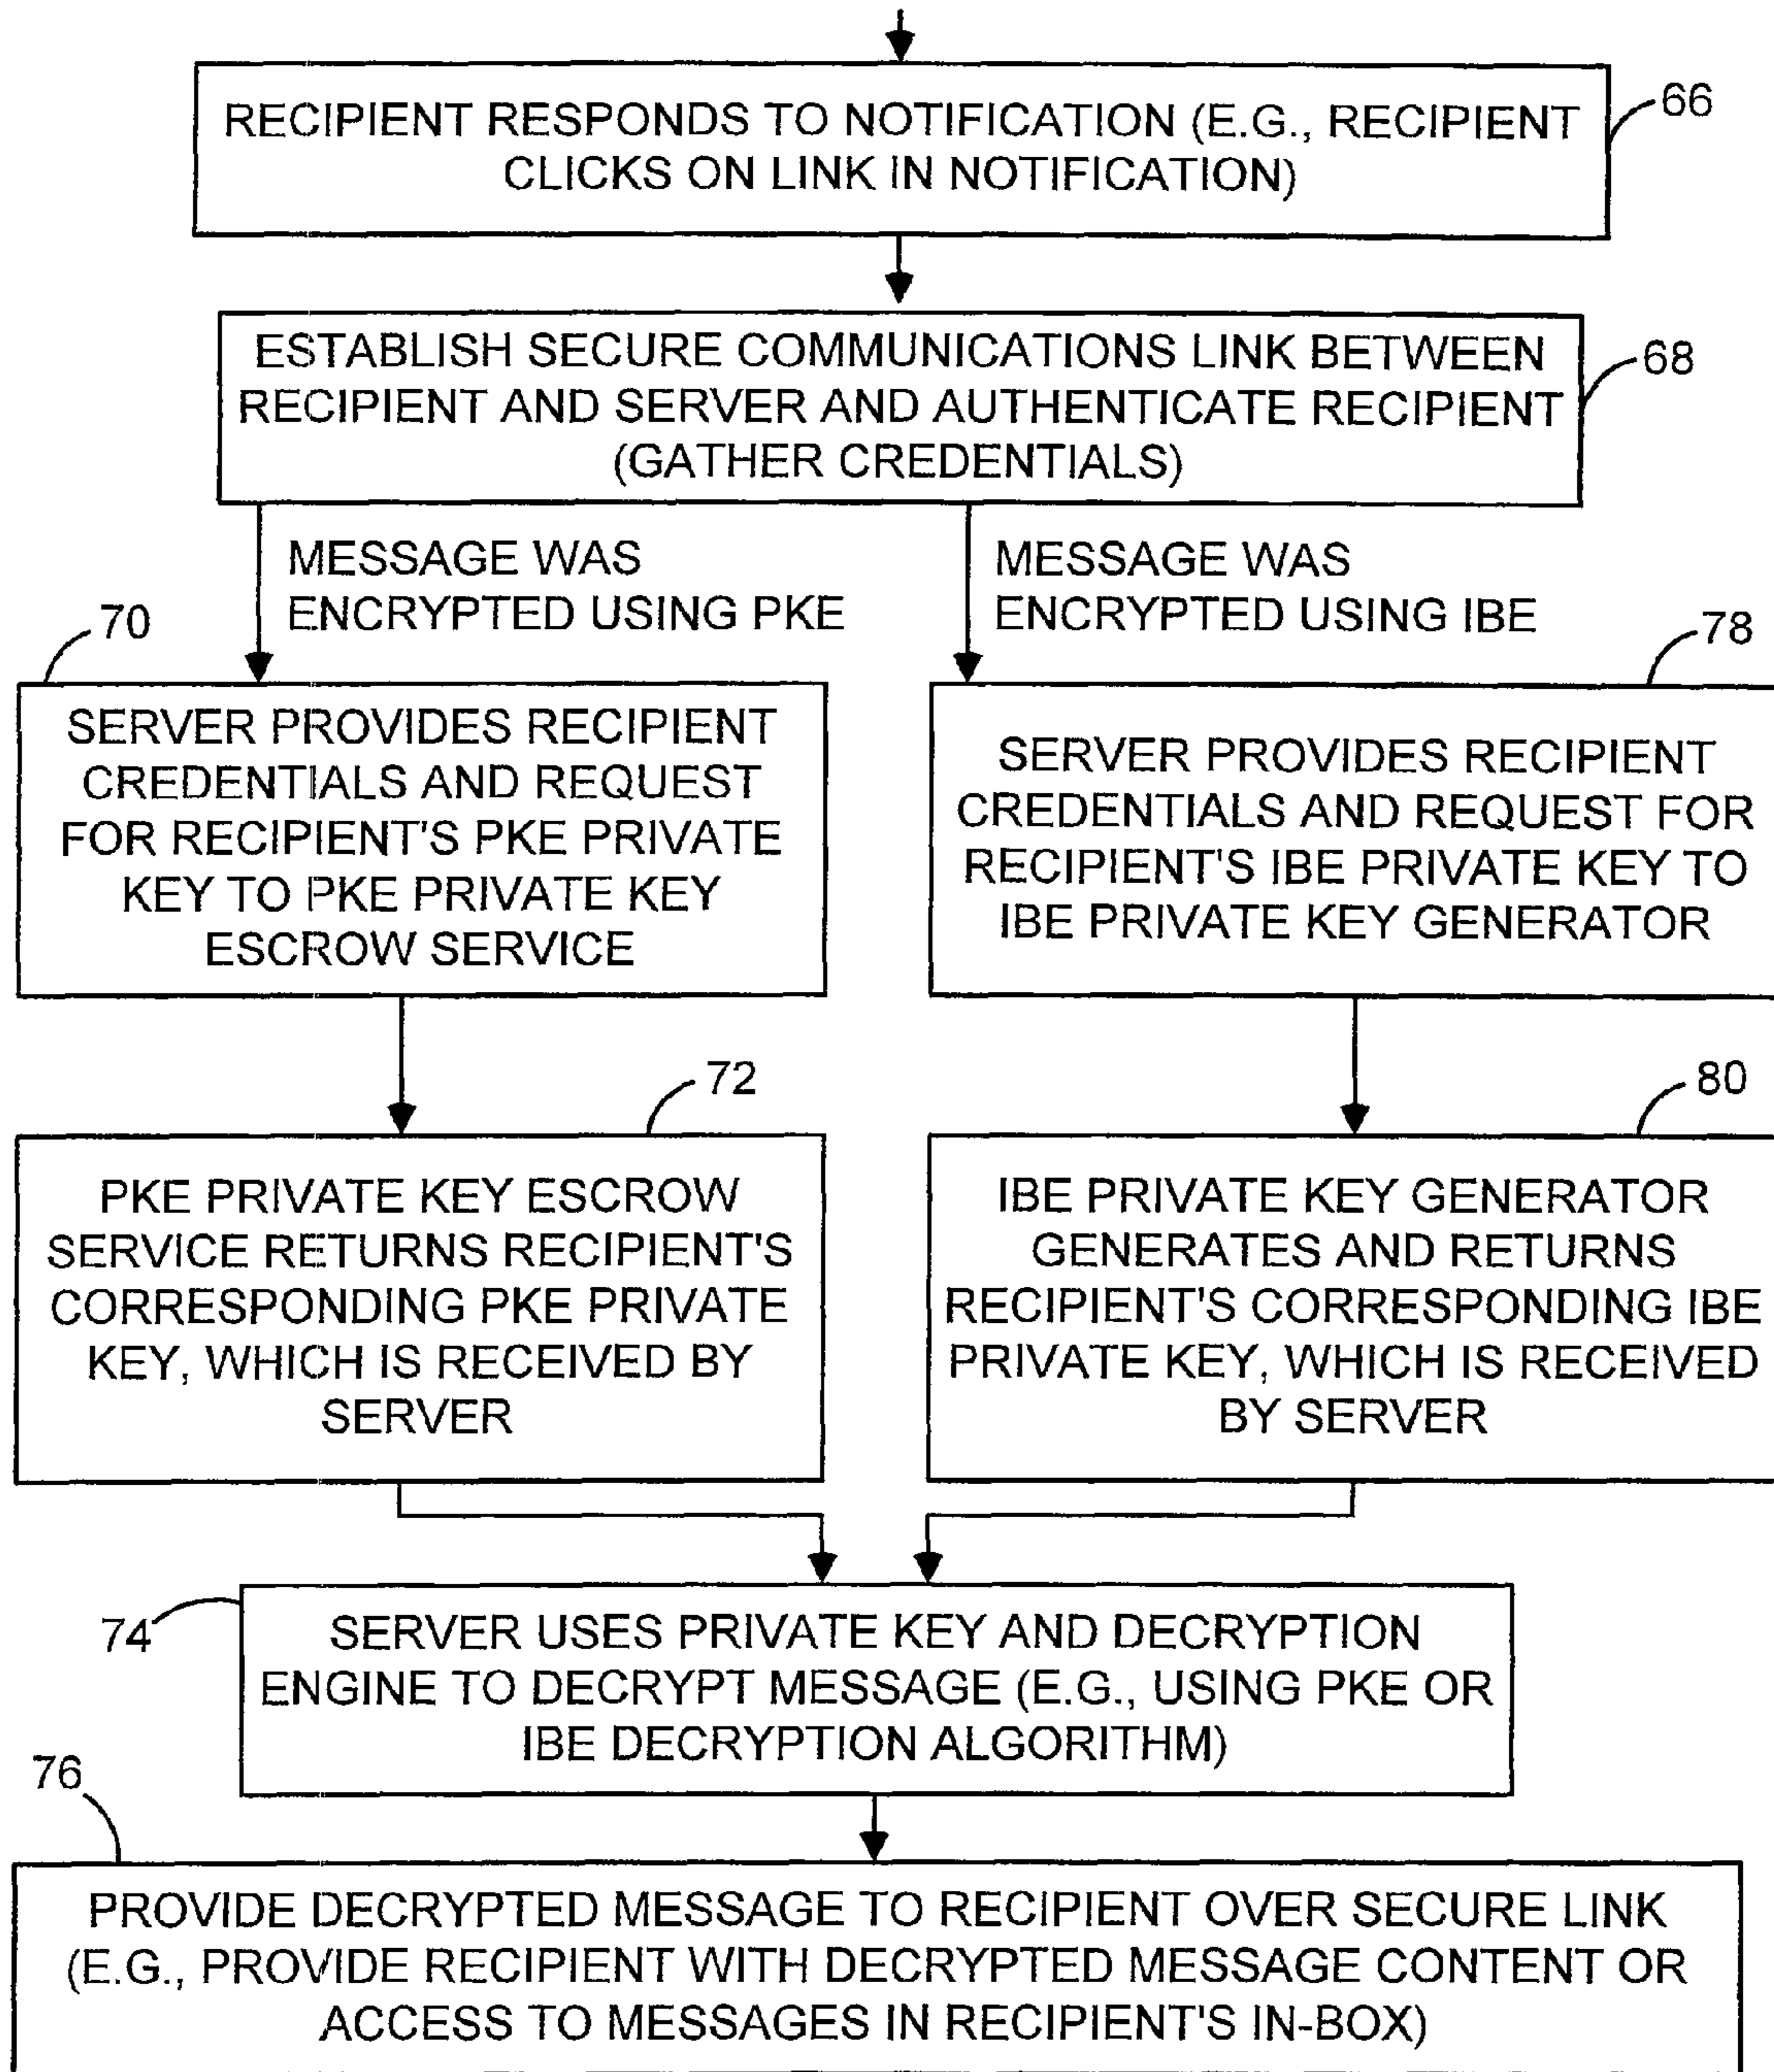 RECIPIENT RESPONDS TO NOTIFICATION (E.G., RECIPIENT
CLICKS ON LINK IN NOTIFICATION)
66
ESTABLISH SECURE COMMUNICATIONS LINK BETWEEN
RECIPIENT AND SERVER AND AUTHENTICATE RECIPIENT
(GATHER CREDENTIALS)
68
MESSAGE WAS
ENCRYPTED USING PKE
MESSAGE WAS
ENCRYPTED USING IBE
70
SERVER PROVIDES RECIPIENT
CREDENTIALS AND REQUEST
FOR RECIPIENT'S PKE PRIVATE
KEY TO PKE PRIVATE KEY
ESCROW SERVICE
78
SERVER PROVIDES RECIPIENT
CREDENTIALS AND REQUEST FOR
RECIPIENT'S IBE PRIVATE KEY TO
IBE PRIVATE KEY GENERATOR
72
PKE PRIVATE KEY ESCROW
SERVICE RETURNS RECIPIENT'S
CORRESPONDING PKE PRIVATE
KEY, WHICH IS RECEIVED BY
SERVER
80
IBE PRIVATE KEY GENERATOR
GENERATES AND RETURNS
RECIPIENT'S CORRESPONDING IBE
PRIVATE KEY, WHICH IS RECEIVED
BY SERVER
74
SERVER USES PRIVATE KEY AND DECRYPTION
ENGINE TO DECRYPT MESSAGE (E.G., USING PKE OR
IBE DECRYPTION ALGORITHM)
76
PROVIDE DECRYPTED MESSAGE TO RECIPIENT OVER SECURE LINK
(E.G., PROVIDE RECIPIENT WITH DECRYPTED MESSAGE CONTENT OR
ACCESS TO MESSAGES IN RECIPIENT'S IN-BOX)